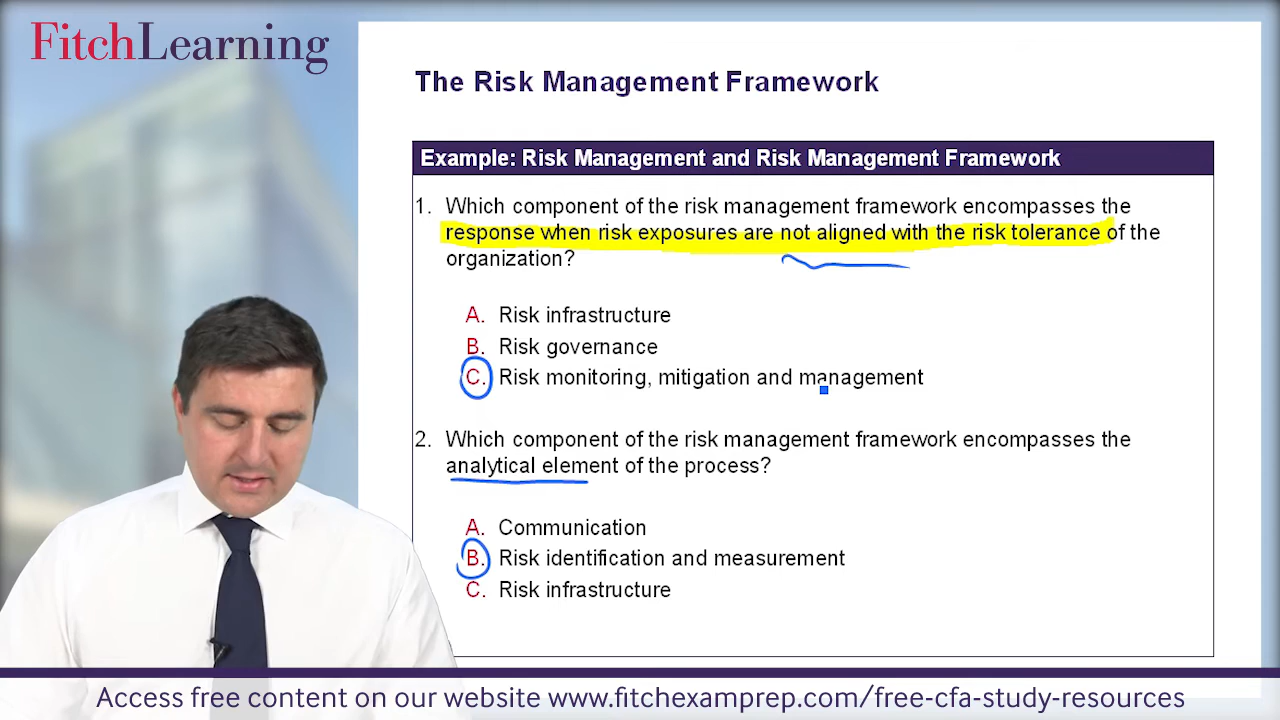 FitchLearning
The Risk Management Framework
Example: Risk Management and Risk Management Framework
1. Which component of the risk management framework encompasses the
response when risk exposures are not aligned with the risk tolerance of the
organization?
A. Risk infrastructure
B. Risk governance
C. Risk monitoring, mitigation and management
2. Which component of the risk management framework encompasses the
analytical element of the process?
A. Communication
B. Risk identification and measurement
C. Risk infrastructure
Access free content on our website www.fitchexamprep.com/free-cfa-study-resources